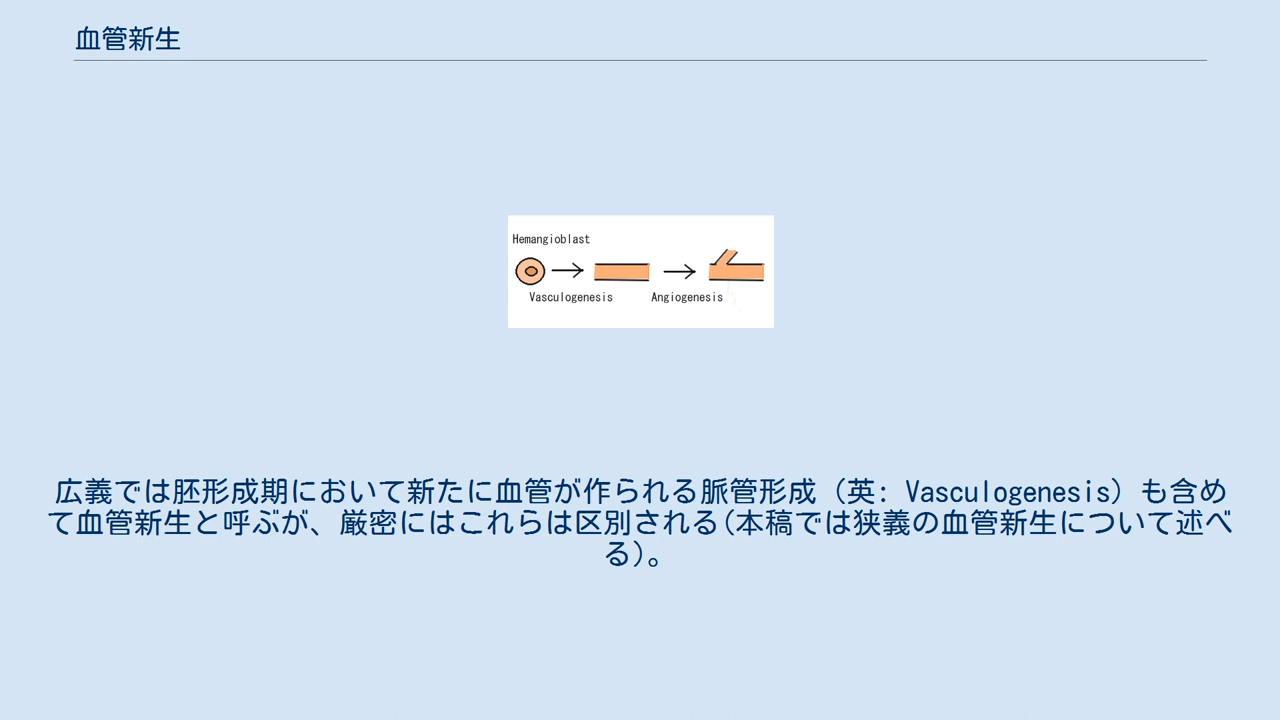 血管新生
Hemangioblast
Vasculogenesis
Angiogenesis
広義では胚形成期において新たに血管が作られる脈管形成（英: Vasculogenesis）も含め
て血管新生と呼ぶが、厳密にはこれらは区別される(本稿では狭義の血管新生について述べ
る)。